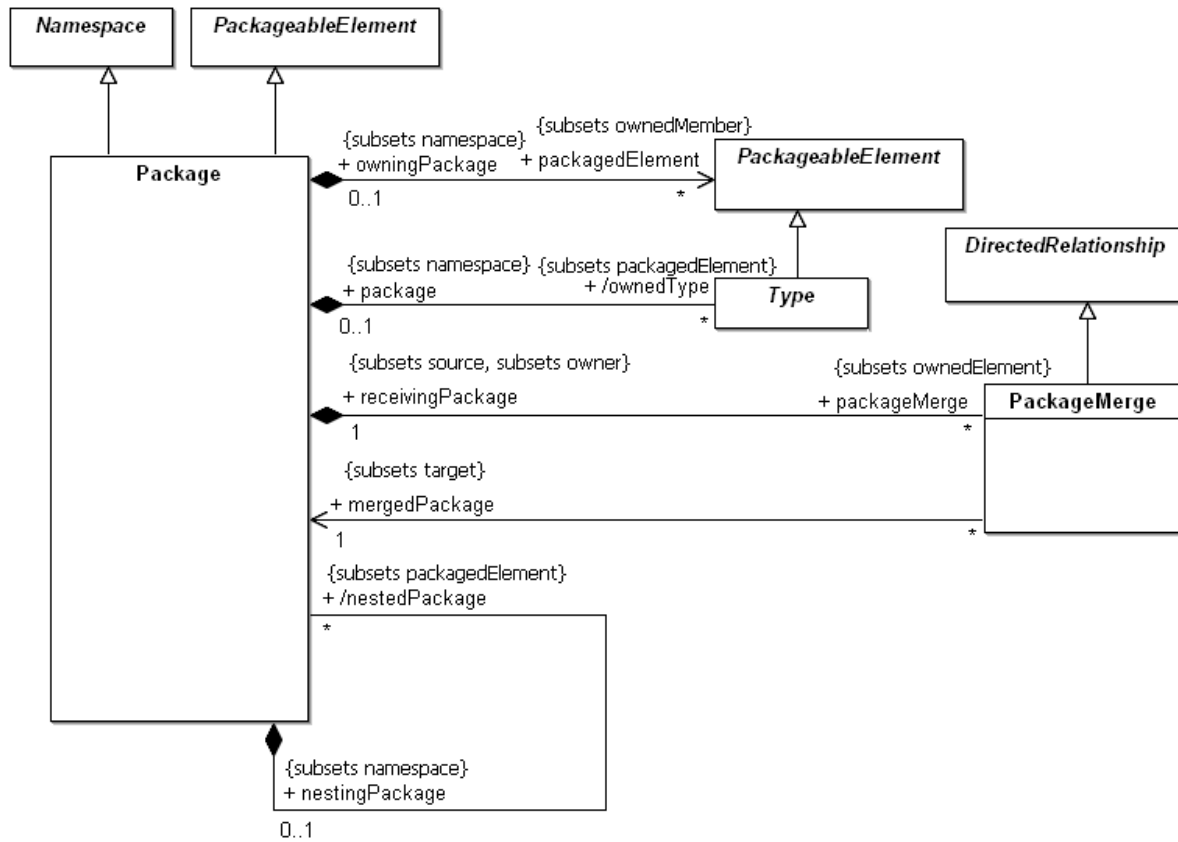 Namespace
PackageableElement
Package
{subsets namespace}
+ owningPackage
0..1
{subsets ownedMember}
+ packagedElement
*
PackageableElement
DirectedRelationship
{subsets namespace}
+ package
0..1
{subsets packagedElement}
+ /ownedType
*
Type
{subsets source, subsets owner}
+ receivingPackage
1
{subsets ownedElement}
+ packageMerge
*
PackageMerge
{subsets target}
+ mergedPackage
1
*
{subsets packagedElement}
+ /nestedPackage
*
{subsets namespace}
+ nestingPackage
0..1